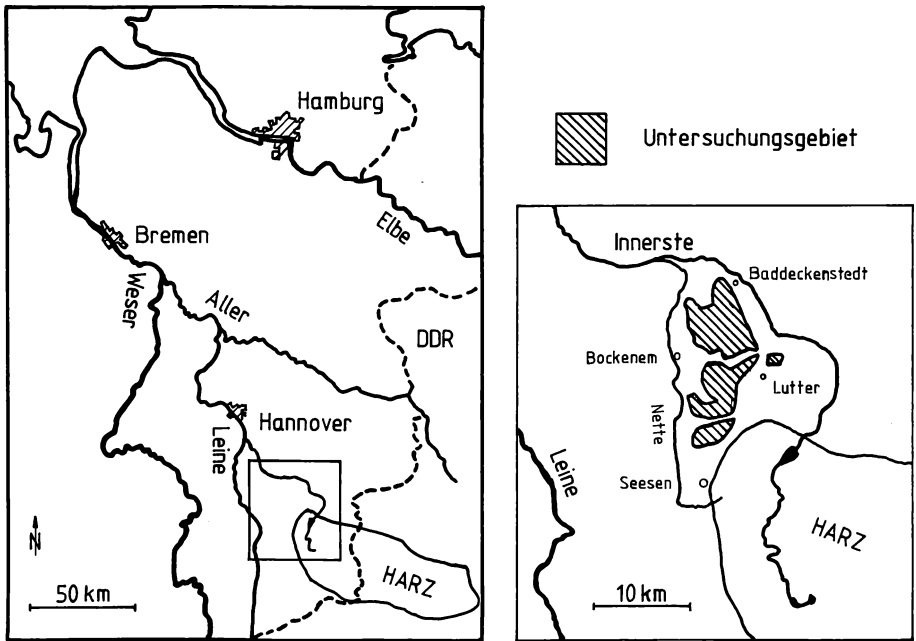 Hamburg
Elbe
Bremen
Weser
Aller
DDR
Hannover
Leine
N
HARZ
50 km
Untersuchungsgebiet
Innerste
Baddeckenstedt
Bockenem
Lutter
Nette
Leine
Seesen
HARZ
10 km